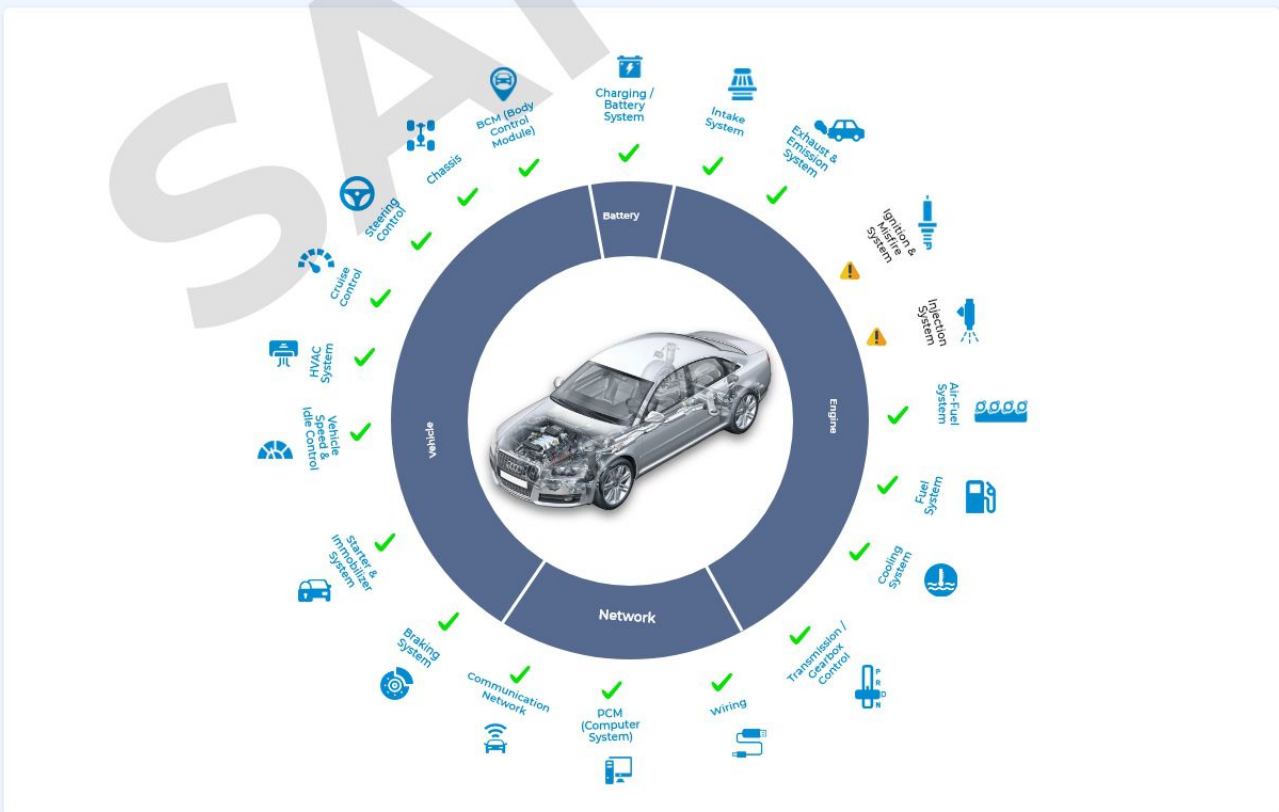 SAM
Charging /
Battery
System
Intake
System
Exhaust &
Emission
System
Ignition &
Misfire
System
Injection
System
Air-Fuel
System
Fuel
System
Cooling
System
Transmission /
Gearbox
Control
P
R
D
N
Wiring
PCM
(Computer
System)
Communication
Network
Braking
System
Starter &
Immobilizer
System
Vehicle
Speed &
Idle Control
HVAC
System
Cruise
Control
Steering
Control
Chassis
BCM (Body
Control
Module)
Battery
Engine
Network
Vehicle